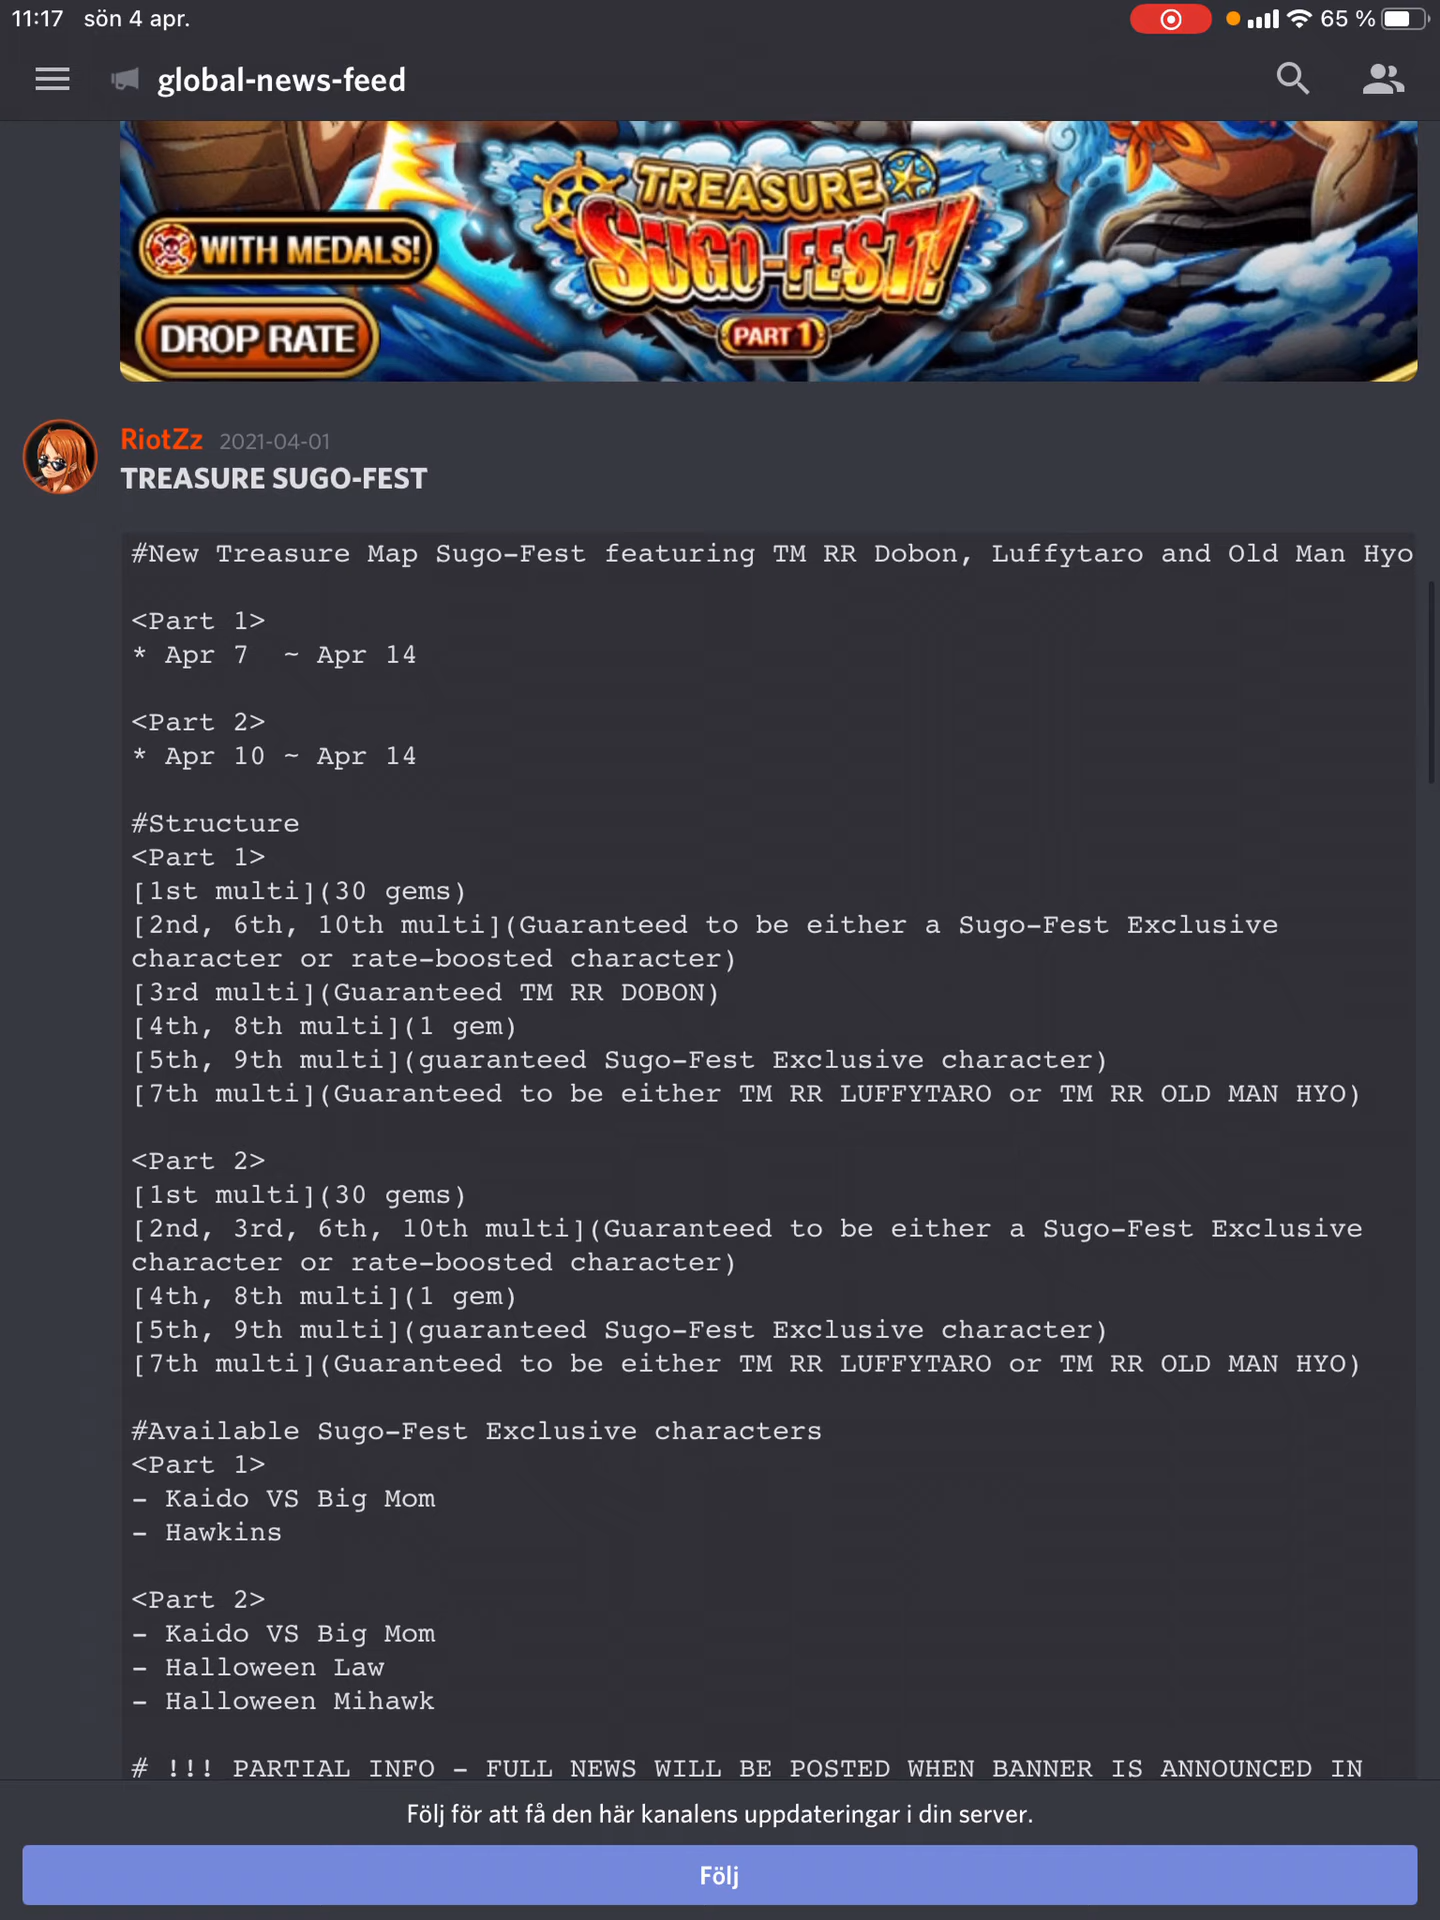 11:17 sön 4 apr.
65 %
global-news-feed
TREASURE
SUGO-FEST!
PART 1
WITH MEDALS!
DROP RATE
RiotZz 2021-04-01
TREASURE SUGO-FEST
#New Treasure Map Sugo-Fest featuring TM RR Dobon, Luffytaro and Old Man Hyo
<Part 1>
* Apr 7  ~ Apr 14
<Part 2>
* Apr 10 ~ Apr 14
#Structure
<Part 1>
[1st multi](30 gems)
[2nd, 6th, 10th multi](Guaranteed to be either a Sugo-Fest Exclusive
character or rate-boosted character)
[3rd multi](Guaranteed TM RR DOBON)
[4th, 8th multi](1 gem)
[5th, 9th multi](guaranteed Sugo-Fest Exclusive character)
[7th multi](Guaranteed to be either TM RR LUFFYTARO or TM RR OLD MAN HYO)
<Part 2>
[1st multi](30 gems)
[2nd, 3rd, 6th, 10th multi](Guaranteed to be either a Sugo-Fest Exclusive
character or rate-boosted character)
[4th, 8th multi](1 gem)
[5th, 9th multi](guaranteed Sugo-Fest Exclusive character)
[7th multi](Guaranteed to be either TM RR LUFFYTARO or TM RR OLD MAN HYO)
#Available Sugo-Fest Exclusive characters
<Part 1>
- Kaido VS Big Mom
- Hawkins
<Part 2>
- Kaido VS Big Mom
- Halloween Law
- Halloween Mihawk
# !!! PARTIAL INFO - FULL NEWS WILL BE POSTED WHEN BANNER IS ANNOUNCED IN
Följ för att få den här kanalens uppdateringar i din server.
Följ